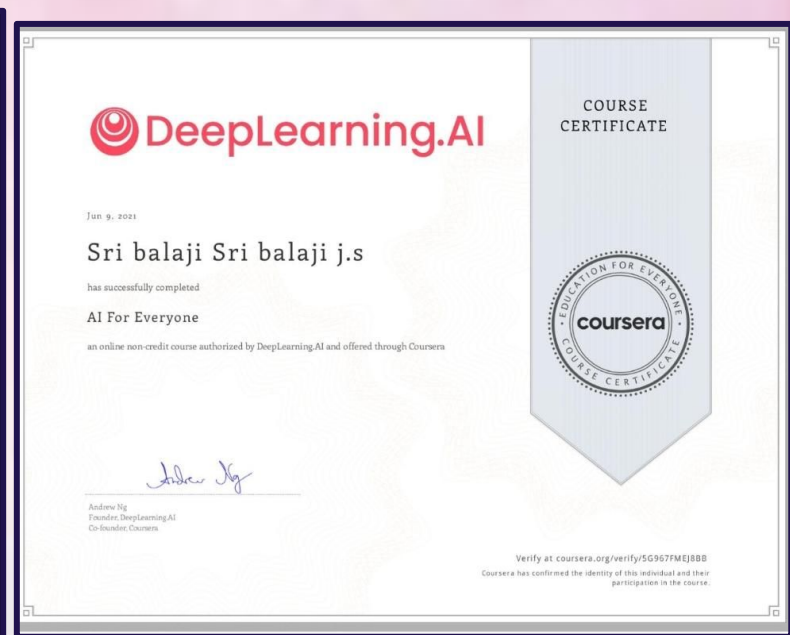 DeepLearning.AI
COURSE
CERTIFICATE
Jun 9, 2021
Sri balaji Sri balaji j.s
has successfully completed
AI For Everyone
an online non-credit course authorized by DeepLearning.AI and offered through Coursera
EDUCATION FOR EVERYONE
coursera
COURSE CERTIFICATE
Andrew Ng
Andrew Ng
Founder, DeepLearning.AI
Co-founder, Coursera
Verify at coursera.org/verify/5G967FMEJ8BB
Coursera has confirmed the identity of this individual and their
participation in the course.